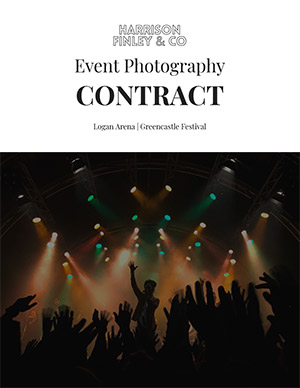 HARRISON
FINLEY & CO
Event Photography
CONTRACT
Logan Arena | Greencastle Festival